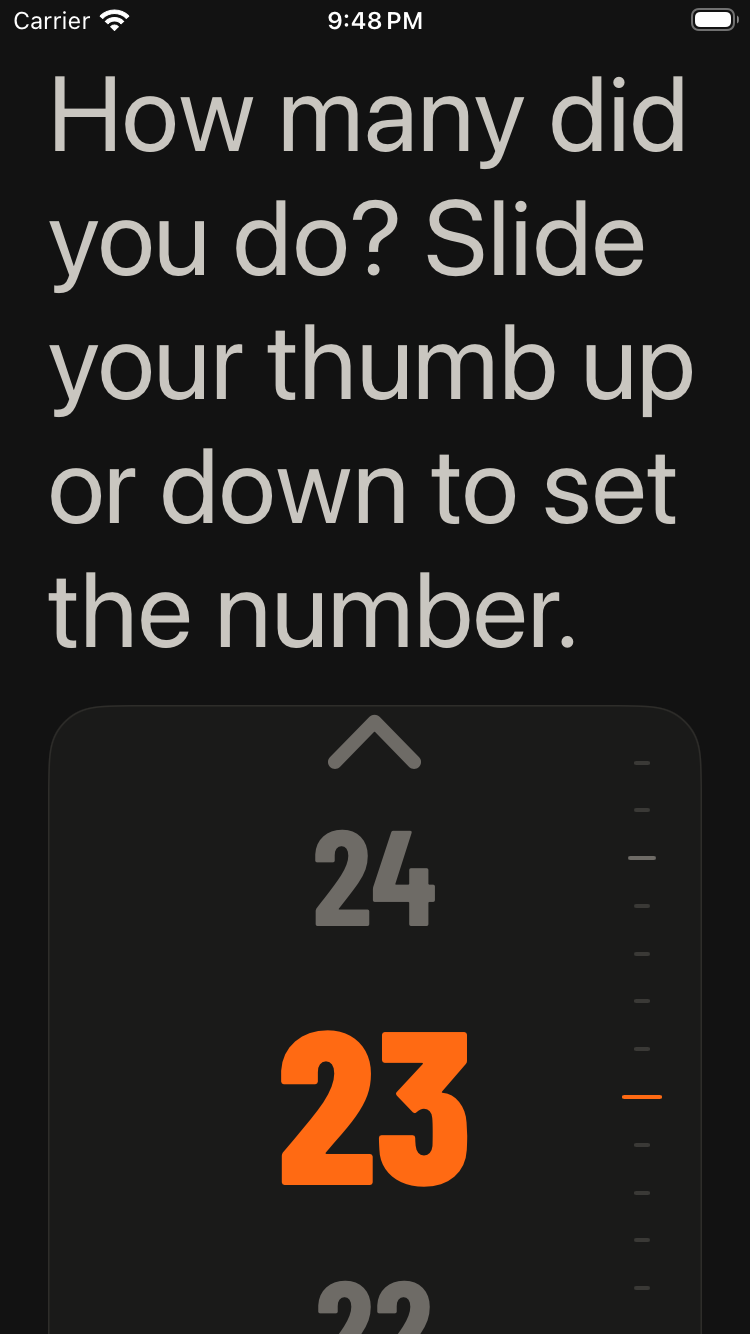 Carrier 9:48 PM
How many did
you do? Slide
your thumb up
or down to set
the number.
24
23
22